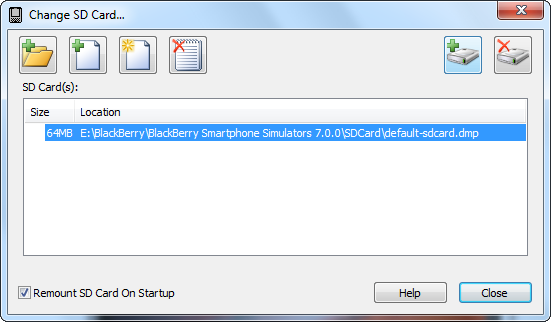 Change SD Card...
SD Card(s):
Size Location
64MB E:\BlackBerry\BlackBerry Smartphone Simulators 7.0.0\SDCard\default-sdcard.dmp
Remount SD Card On Startup
Help Close